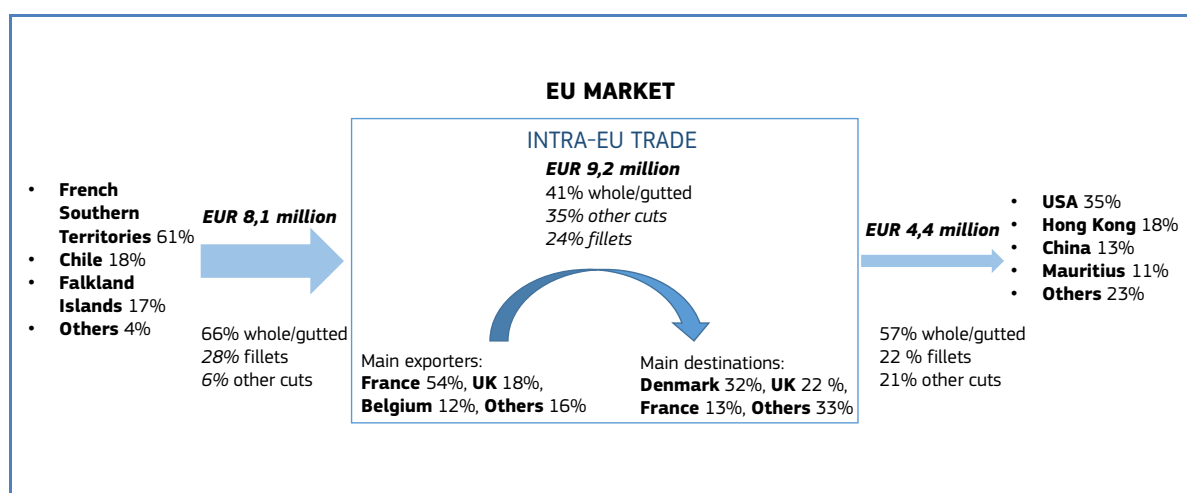 EU MARKET
INTRA-EU TRADE
EUR 9,2 million
41% whole/gutted
35% other cuts
24% fillets
• French
Southern
Territories 61%
• Chile 18%
• Falkland
Islands 17%
• Others 4%
EUR 8,1 million
66% whole/gutted
28% fillets
6% other cuts
Main exporters:
France 54%, UK 18%,
Belgium 12%, Others 16%
Main destinations:
Denmark 32%, UK 22 %,
France 13%, Others 33%
EUR 4,4 million
57% whole/gutted
22 % fillets
21% other cuts
• USA 35%
• Hong Kong 18%
• China 13%
• Mauritius 11%
• Others 23%